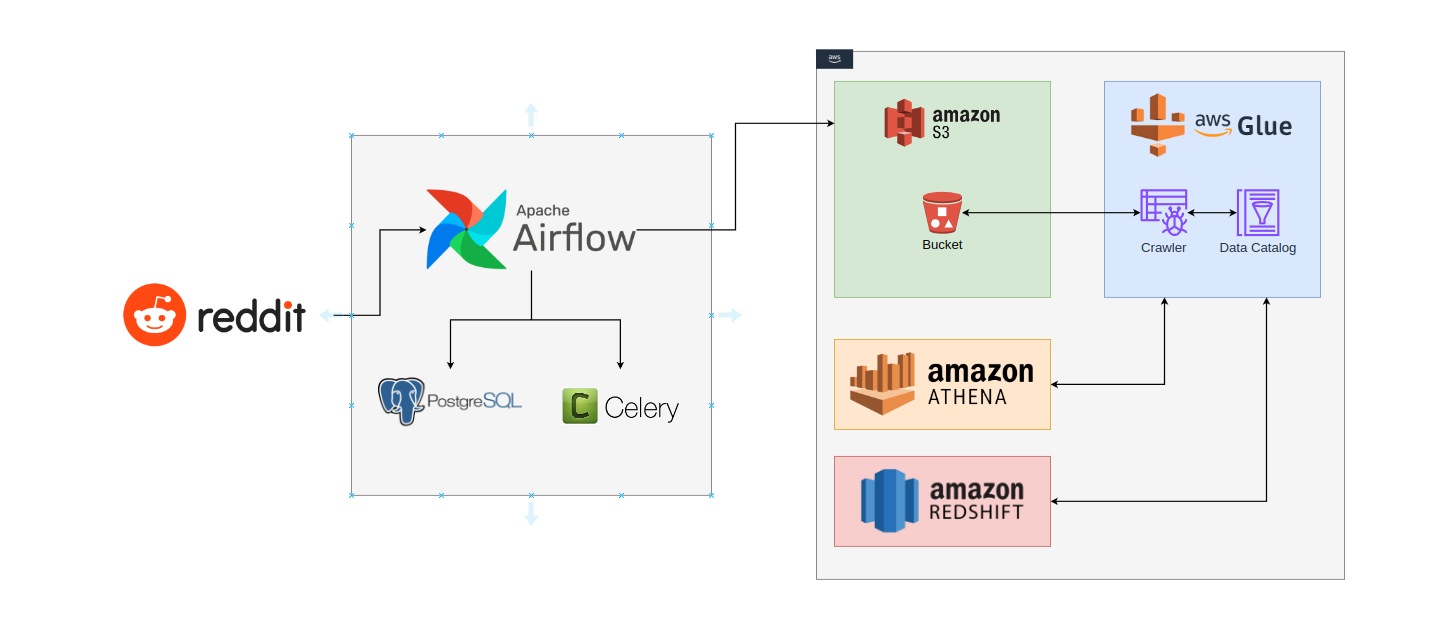 reddit
Apache
Airflow
PostgreSQL
C Celery
aws
amazon
S3
Bucket
aws Glue
Crawler
Data Catalog
amazon
ATHENA
amazon
REDSHIFT